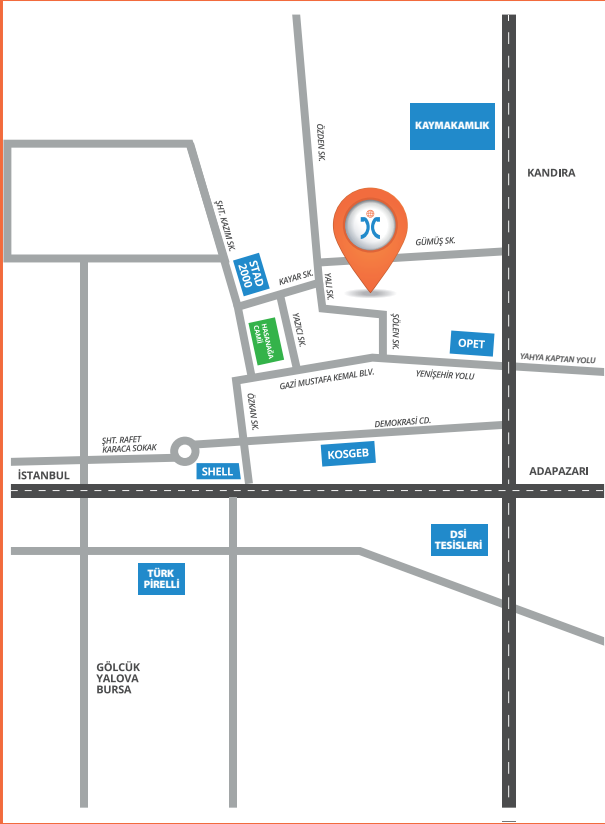 KAYMAKAMLIK
ÖZDEN SK.
KANDIRA
ŞHT. KAZIM SK.
GÜMÜŞ SK.
STAD
2000
KAYAR SK.
YALI SK.
HASANAĞA
CAMİİ
YAZICI SK.
ŞÖLEN SK.
OPET
YAHYA KAPTAN YOLU
GAZİ MUSTAFA KEMAL BLV.
YENİŞEHİR YOLU
ÖZKAN SK.
DEMOKRASİ CD.
ŞHT. RAFET
KARACA SOKAK
KOSGEB
İSTANBUL
SHELL
ADAPAZARI
DSİ
TESİSLERİ
TÜRK
PİRELLİ
GÖLCÜK
YALOVA
BURSA